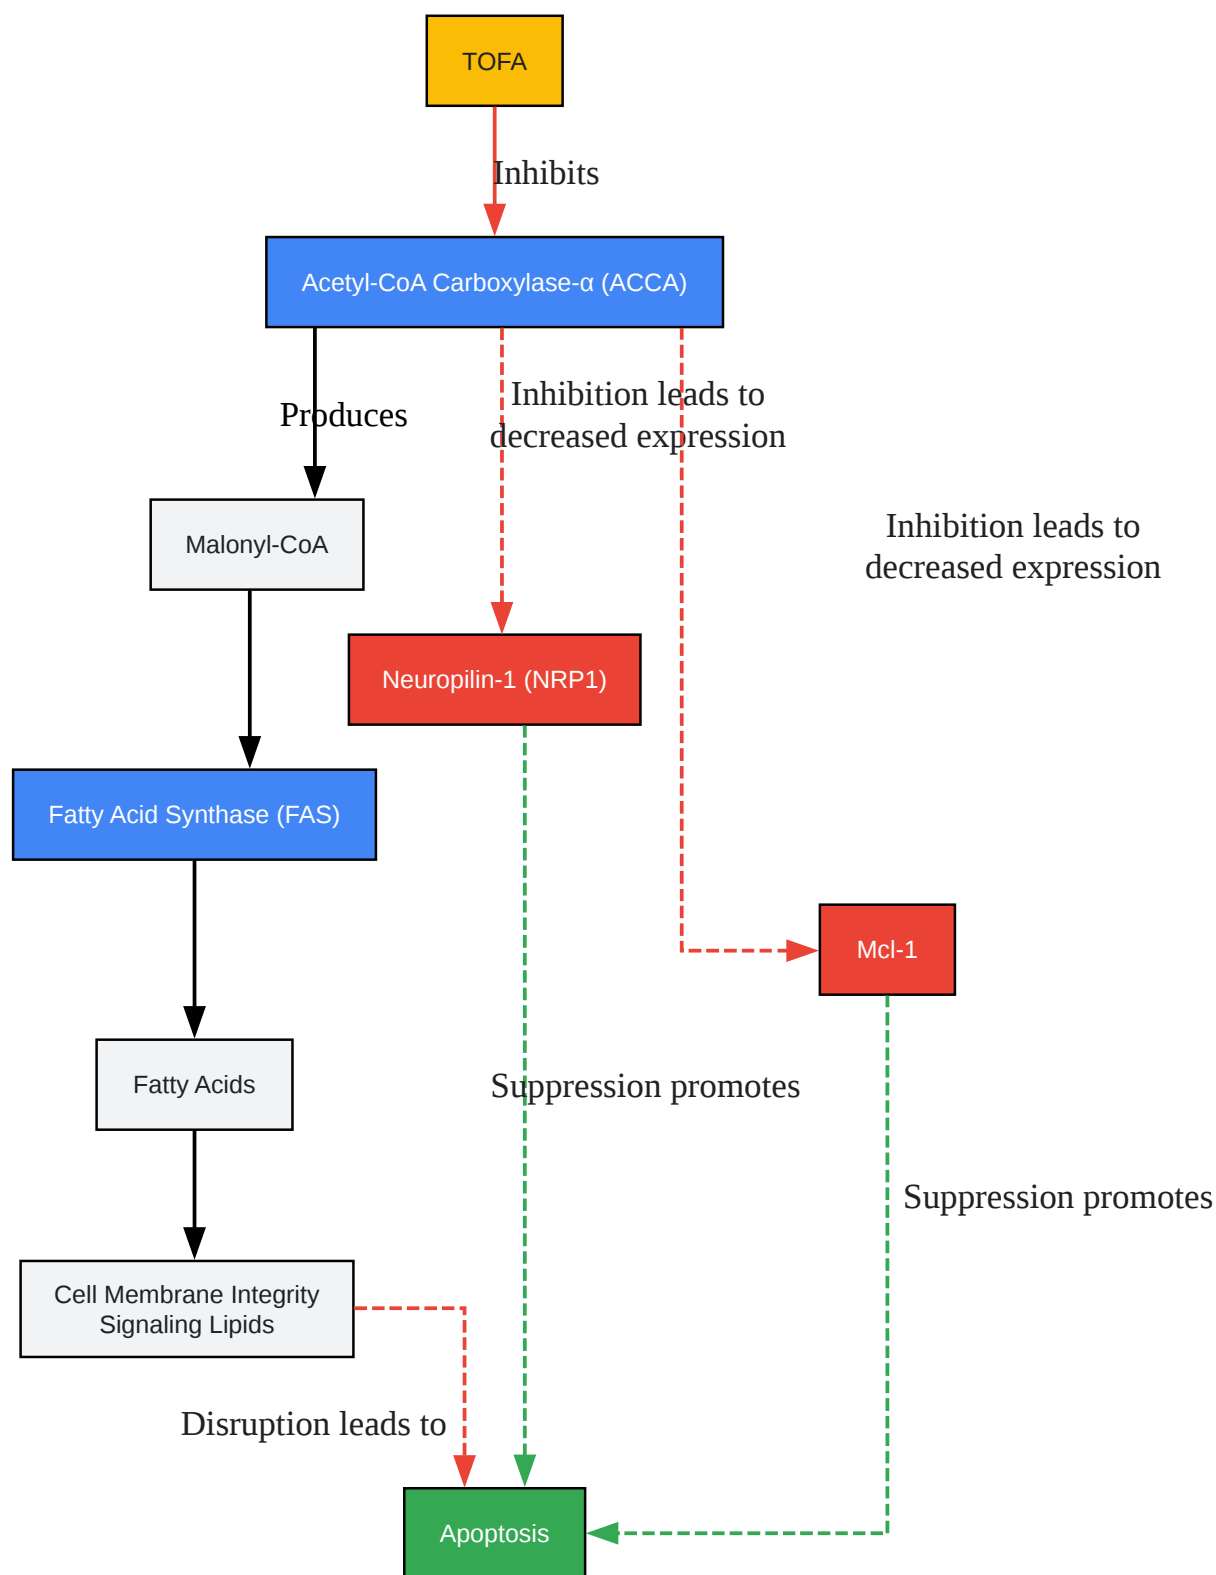 TOFA
Inhibits
Acetyl-CoA Carboxylase-α (ACCA)
Produces
Inhibition leads to
decreased expression
Inhibition leads to
decreased expression
Malonyl-CoA
Neuropilin-1 (NRP1)
Fatty Acid Synthase (FAS)
Mcl-1
Fatty Acids
Suppression promotes
Suppression promotes
Cell Membrane Integrity
Signaling Lipids
Disruption leads to
Apoptosis